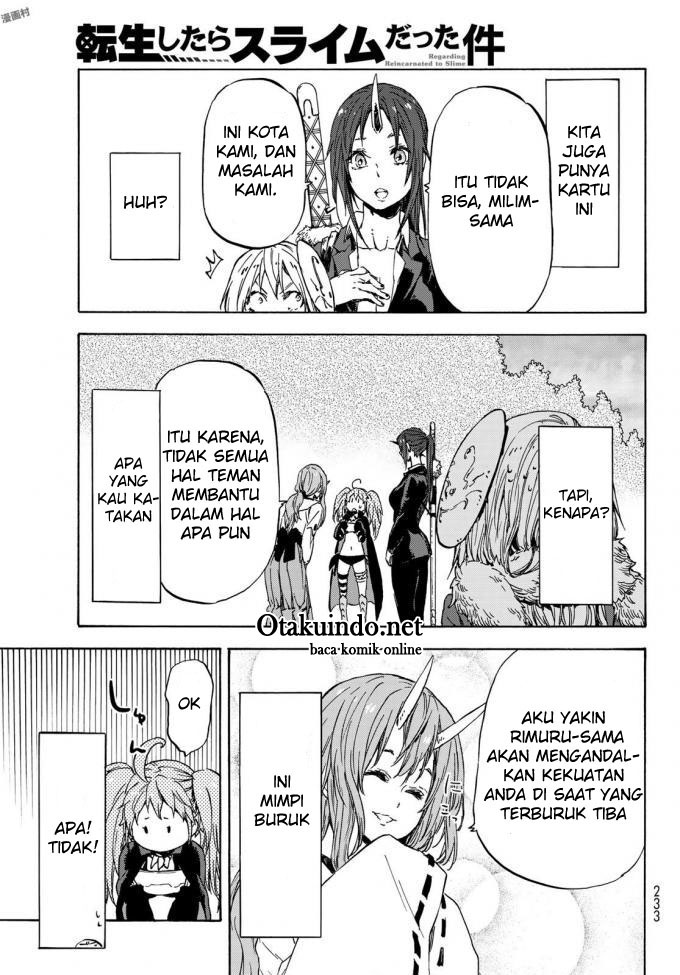 漫画村
転生したらスライムだった件
Regarding
Reincarnated to Slime
KITA
JUGA
PUNYA
KARTU
INI
ITU TIDAK
BISA, MILIM-
SAMA
INI KOTA
KAMI, DAN
MASALAH
KAMI.
HUH?
TAPI,
KENAPA?
ITU KARENA,
TIDAK SEMUA
HAL TEMAN
MEMBANTU
DALAM HAL
APA PUN
APA
YANG
KAU KA-
TAKAN
Otakuindo.net
baca-komik-online
AKU YAKIN
RIMURU-SAMA
AKAN MENGANDAL-
KAN KEKUATAN
ANDA DI SAAT YANG
TERBURUK TIBA
INI
MIMPI
BURUK
OK
しゅん
APA!
TIDAK!
233